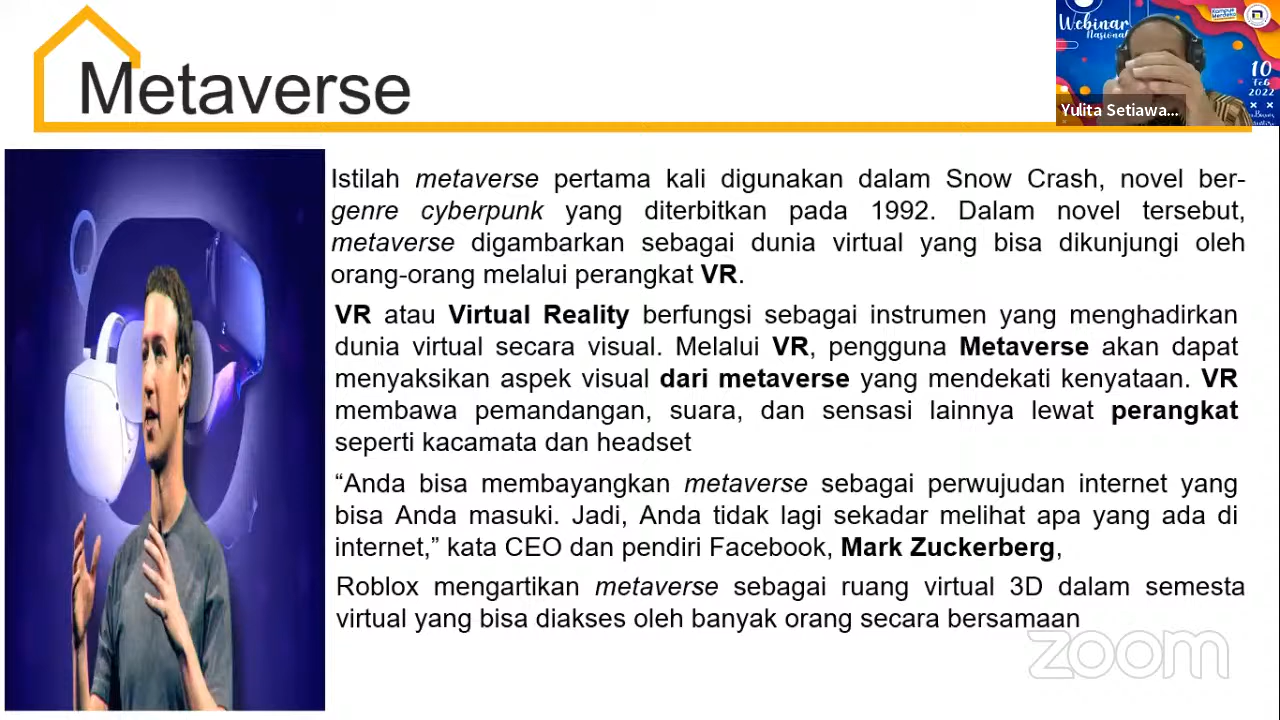 Metaverse
Webinar
Nasional
10
Feb
2022
Yulita Setiawa...
Istilah metaverse pertama kali digunakan dalam Snow Crash, novel ber-
genre cyberpunk yang diterbitkan pada 1992. Dalam novel tersebut,
metaverse digambarkan sebagai dunia virtual yang bisa dikunjungi oleh
orang-orang melalui perangkat VR.
VR atau Virtual Reality berfungsi sebagai instrumen yang menghadirkan
dunia virtual secara visual. Melalui VR, pengguna Metaverse akan dapat
menyaksikan aspek visual dari metaverse yang mendekati kenyataan. VR
membawa pemandangan, suara, dan sensasi lainnya lewat perangkat
seperti kacamata dan headset
“Anda bisa membayangkan metaverse sebagai perwujudan internet yang
bisa Anda masuki. Jadi, Anda tidak lagi sekadar melihat apa yang ada di
internet,” kata CEO dan pendiri Facebook, Mark Zuckerberg,
Roblox mengartikan metaverse sebagai ruang virtual 3D dalam semesta
virtual yang bisa diakses oleh banyak orang secara bersamaan
zoom